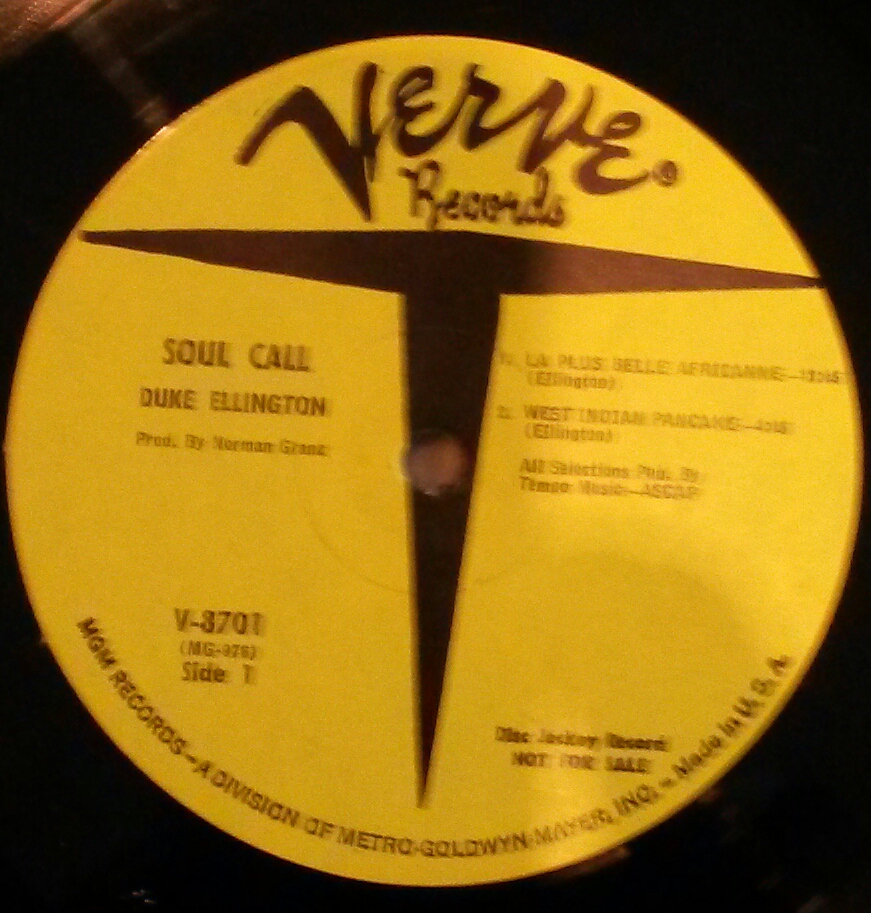 Verve
Records
SOUL CALL
DUKE ELLINGTON
Prod. By Norman Granz
1. LA PLUS BELLE AFRICANNE
(Ellington)
2. WEST INDIAN PANCAKE
(Ellington)
All Selections Pub. By
Tempo Music—ASCAP
V-8701
Side 1
Disc Jockey Record
NOT FOR SALE
MGM RECORDS—A DIVISION OF METRO-GOLDWYN-MAYER, INC.—Made in U.S.A.